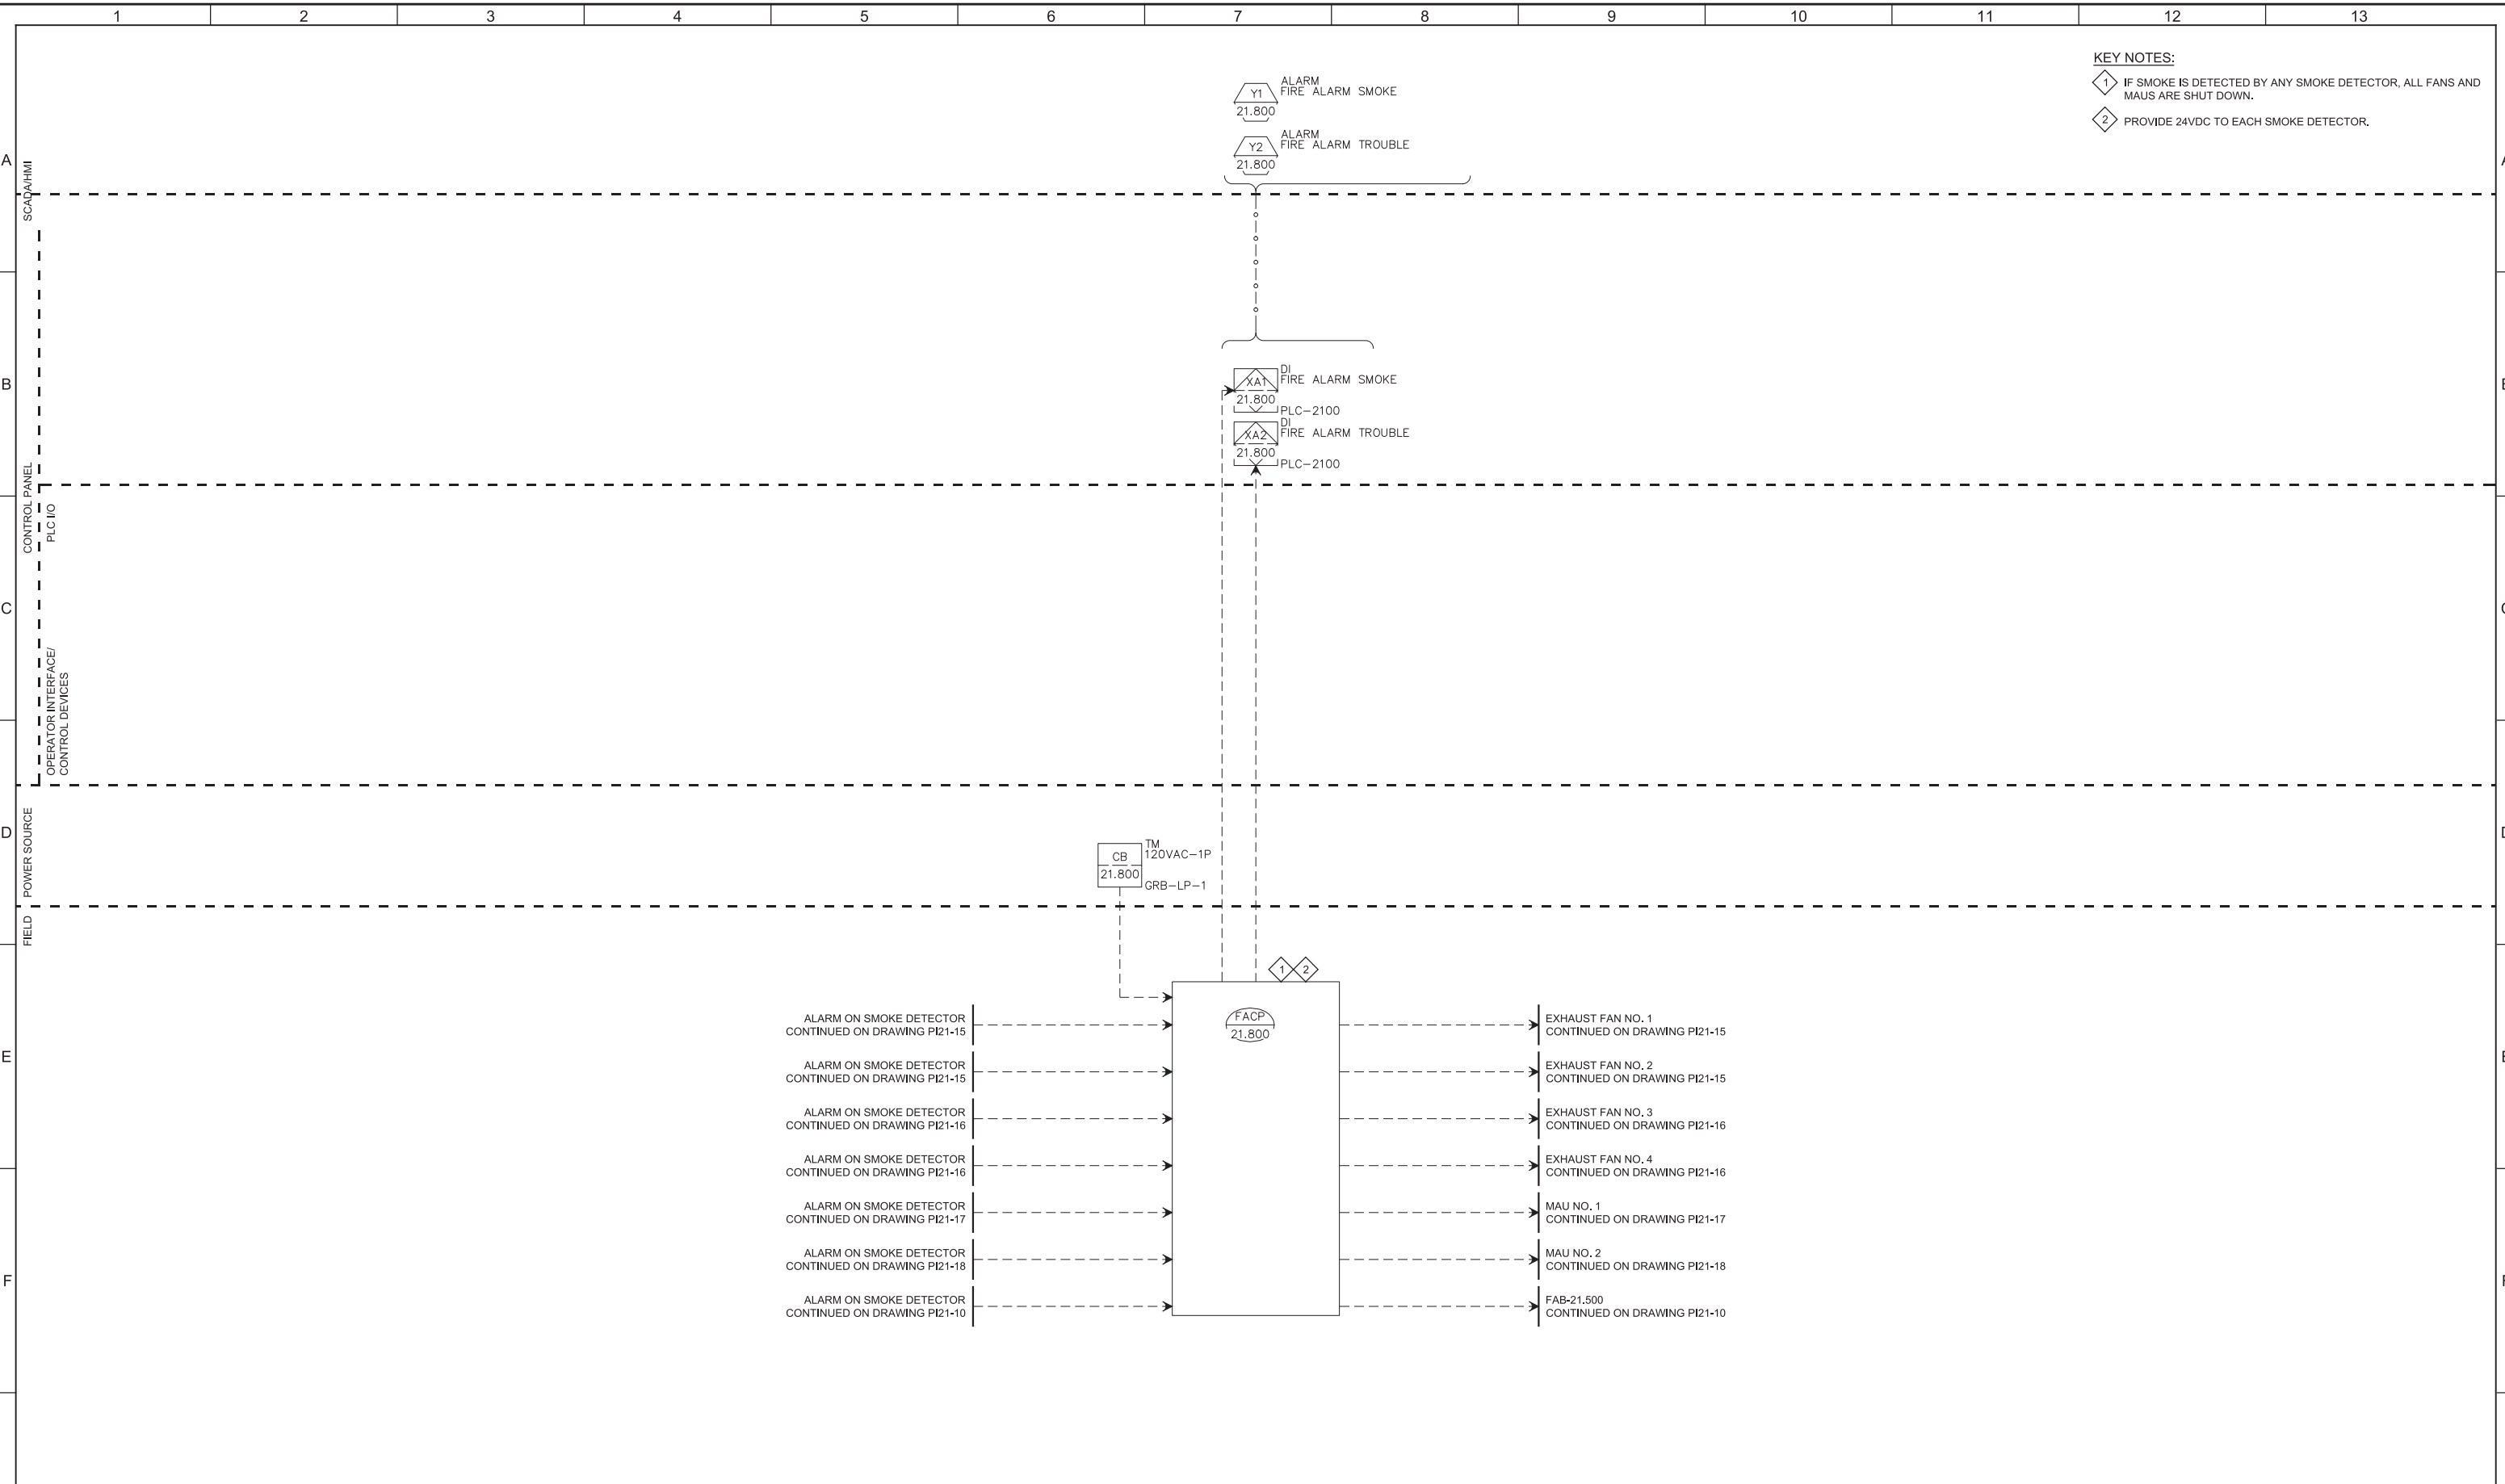 1 2 3 4 5 6 7 8 9 10 11 12 13
KEY NOTES:
1 IF SMOKE IS DETECTED BY ANY SMOKE DETECTOR, ALL FANS AND
MAUS ARE SHUT DOWN.
2 PROVIDE 24VDC TO EACH SMOKE DETECTOR.
ALARM
Y1 FIRE ALARM SMOKE
21.800
ALARM
Y2 FIRE ALARM TROUBLE
21.800
A
SCADA/HMI
B
DI
XA1 FIRE ALARM SMOKE
21.800
PLC-2100
DI
XA2 FIRE ALARM TROUBLE
21.800
PLC-2100
CONTROL PANEL
PLC I/O
C
OPERATOR INTERFACE/
CONTROL DEVICES
D
POWER SOURCE
TM
CB 120VAC-1P
21.800
GRB-LP-1
FIELD
1 2
FACP
21.800
E
ALARM ON SMOKE DETECTOR
CONTINUED ON DRAWING PI21-15
ALARM ON SMOKE DETECTOR
CONTINUED ON DRAWING PI21-15
ALARM ON SMOKE DETECTOR
CONTINUED ON DRAWING PI21-16
ALARM ON SMOKE DETECTOR
CONTINUED ON DRAWING PI21-16
ALARM ON SMOKE DETECTOR
CONTINUED ON DRAWING PI21-17
ALARM ON SMOKE DETECTOR
CONTINUED ON DRAWING PI21-18
ALARM ON SMOKE DETECTOR
CONTINUED ON DRAWING PI21-10
EXHAUST FAN NO. 1
CONTINUED ON DRAWING PI21-15
EXHAUST FAN NO. 2
CONTINUED ON DRAWING PI21-15
EXHAUST FAN NO. 3
CONTINUED ON DRAWING PI21-16
EXHAUST FAN NO. 4
CONTINUED ON DRAWING PI21-16
MAU NO. 1
CONTINUED ON DRAWING PI21-17
MAU NO. 2
CONTINUED ON DRAWING PI21-18
FAB-21.500
CONTINUED ON DRAWING PI21-10
F